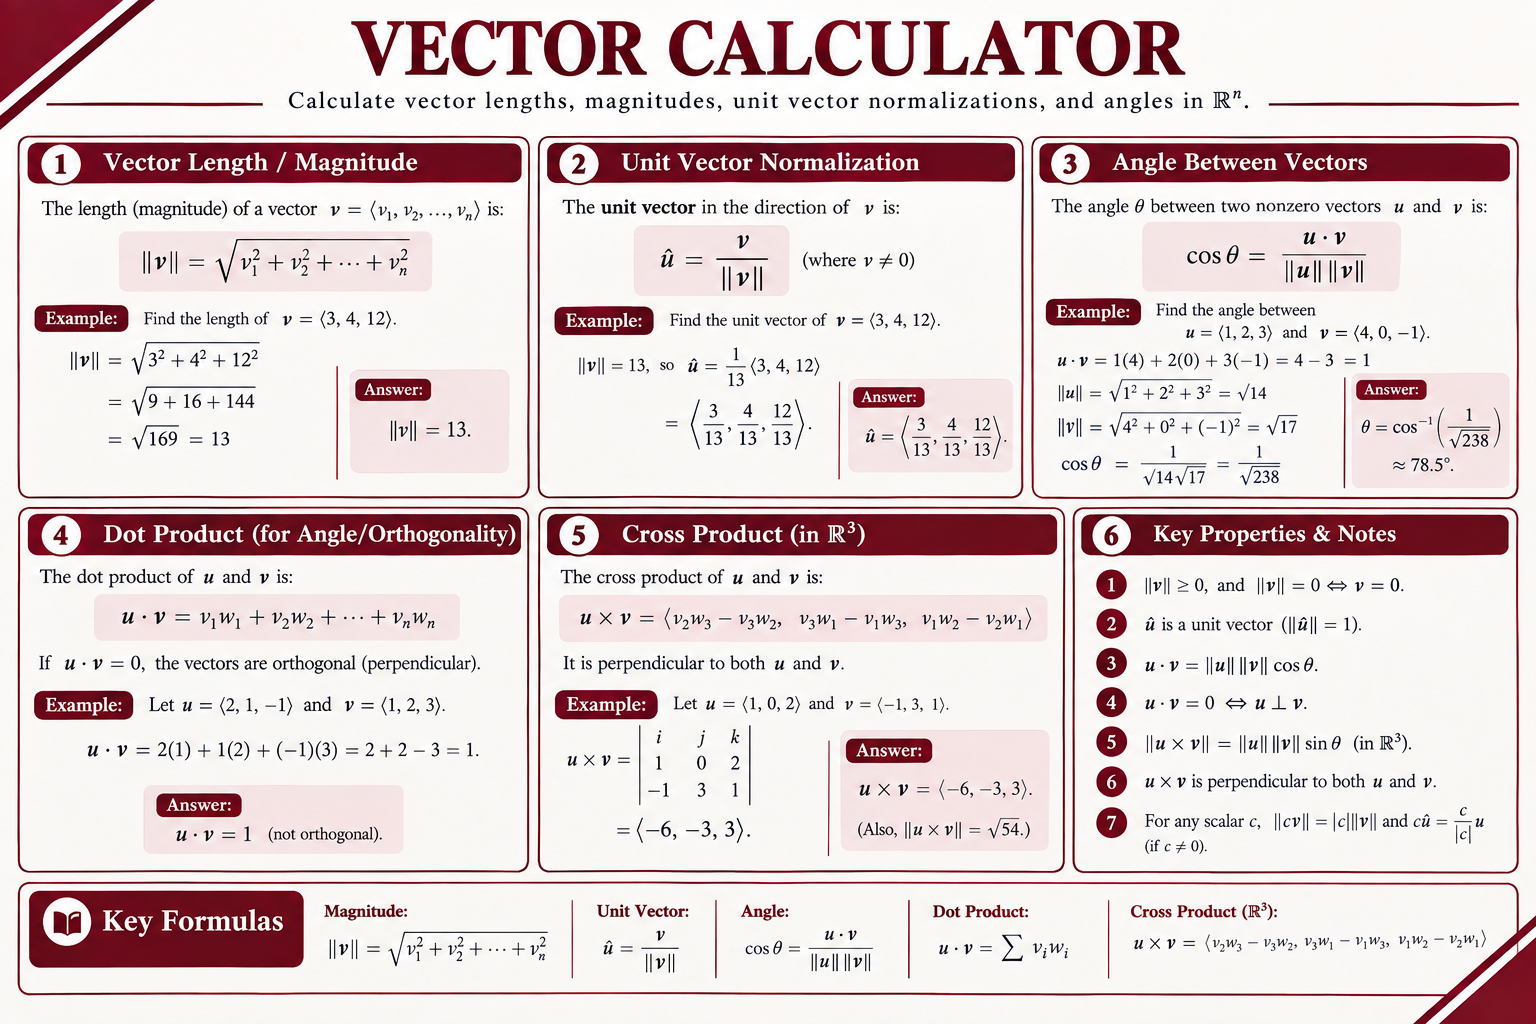 VECTOR CALCULATOR
Calculate vector lengths, magnitudes, unit vector normalizations, and angles in ℝⁿ.
1 Vector Length / Magnitude
The length (magnitude) of a vector v = ⟨v₁, v₂, …, vₙ⟩ is:
‖v‖ = √(v₁² + v₂² + ⋯ + vₙ²)
Example: Find the length of v = ⟨3, 4, 12⟩.
‖v‖ = √(3² + 4² + 12²)
= √(9 + 16 + 144)
= √169 = 13
Answer:
‖v‖ = 13.
2 Unit Vector Normalization
The unit vector in the direction of v is:
û = v / ‖v‖ (where v ≠ 0)
Example: Find the unit vector of v = ⟨3, 4, 12⟩.
‖v‖ = 13, so û = 1/13 ⟨3, 4, 12⟩
= ⟨3/13, 4/13, 12/13⟩.
Answer:
û = ⟨3/13, 4/13, 12/13⟩.
3 Angle Between Vectors
The angle θ between two nonzero vectors u and v is:
cos θ = u · v / ‖u‖ ‖v‖
Example: Find the angle between
u = ⟨1, 2, 3⟩ and v = ⟨4, 0, −1⟩.
u · v = 1(4) + 2(0) + 3(−1) = 4 − 3 = 1
‖u‖ = √(1² + 2² + 3²) = √14
‖v‖ = √(4² + 0² + (−1)²) = √17
cos θ = 1/(√14√17) = 1/√238
Answer:
θ = cos⁻¹(1/√238)
≈ 78.5°.
4 Dot Product (for Angle/Orthogonality)
The dot product of u and v is:
u · v = v₁w₁ + v₂w₂ + ⋯ + vₙwₙ
If u · v = 0, the vectors are orthogonal (perpendicular).
Example: Let u = ⟨2, 1, −1⟩ and v = ⟨1, 2, 3⟩.
u · v = 2(1) + 1(2) + (−1)(3) = 2 + 2 − 3 = 1.
Answer:
u · v = 1 (not orthogonal).
5 Cross Product (in ℝ³)
The cross product of u and v is:
u × v = ⟨v₂w₃ − v₃w₂, v₃w₁ − v₁w₃, v₁w₂ − v₂w₁⟩
It is perpendicular to both u and v.
Example: Let u = ⟨1, 0, 2⟩ and v = ⟨−1, 3, 1⟩.
i j k
u × v = 1 0 2
−1 3 1
= ⟨−6, −3, 3⟩.
Answer:
u × v = ⟨−6, −3, 3⟩.
(Also, ‖u × v‖ = √54.)
6 Key Properties & Notes
1 ‖v‖ ≥ 0, and ‖v‖ = 0 ⇔ v = 0.
2 û is a unit vector (‖û‖ = 1).
3 u · v = ‖u‖ ‖v‖ cos θ.
4 u · v = 0 ⇔ u ⊥ v.
5 ‖u × v‖ = ‖u‖ ‖v‖ sin θ (in ℝ³).
6 u × v is perpendicular to both u and v.
7 For any scalar c, ‖cv‖ = |c|‖v‖ and cû = c/|c| u
(if c ≠ 0).
Key Formulas
Magnitude:
‖v‖ = √(v₁² + v₂² + ⋯ + vₙ²)
Unit Vector:
û = v / ‖v‖
Angle:
cos θ = u · v / ‖u‖ ‖v‖
Dot Product:
u · v = ∑ vᵢwᵢ
Cross Product (ℝ³):
u × v = ⟨v₂w₃ − v₃w₂, v₃w₁ − v₁w₃, v₁w₂ − v₂w₁⟩